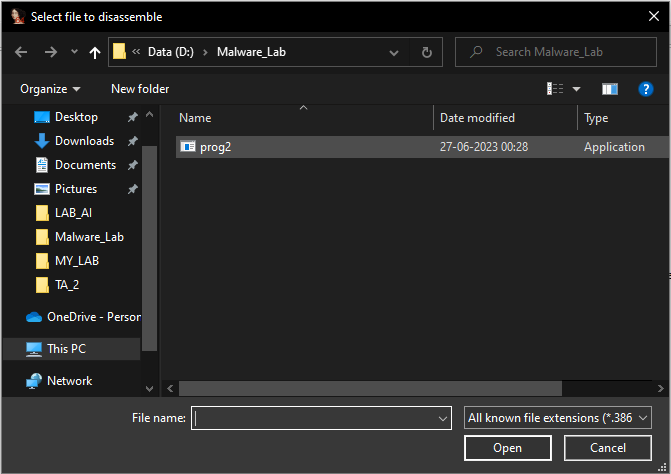 Select file to disassemble
Data (D:) Malware_Lab
Search Malware_Lab
Organize New folder
Name Date modified Type
prog2 27-06-2023 00:28 Application
Desktop
Downloads
Documents
Pictures
LAB_AI
Malware_Lab
MY_LAB
TA_2
OneDrive - Person
This PC
Network
File name:
All known file extensions (*.386
Open Cancel